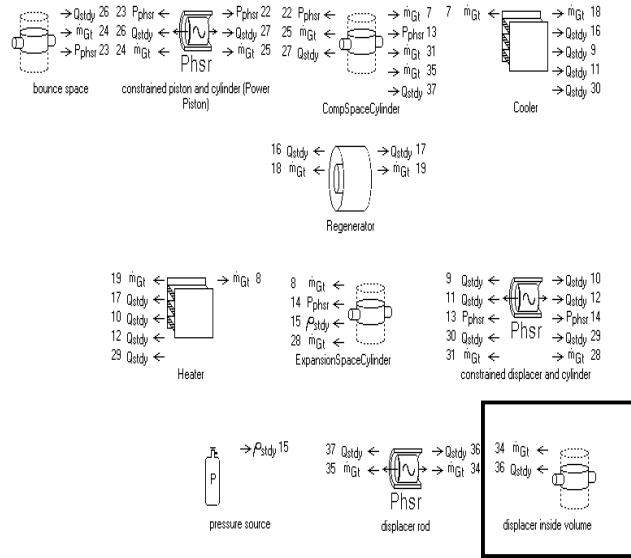 → Qstdy 26
→ ṁGt 24
→ Pphsr 23
bounce space
23 Pphsr ←
26 Qstdy ←
24 ṁGt ←
→ Pphsr 22
→ Qstdy 27
→ ṁGt 25
Phsr
constrained piston and cylinder (Power
Piston)
22 Pphsr ←
25 ṁGt ←
27 Qstdy ←
→ ṁGt 7
→ Pphsr 13
→ ṁGt 31
→ ṁGt 35
→ Qstdy 37
CompSpaceCylinder
7 ṁGt ←
→ ṁGt 18
→ Qstdy 16
→ Qstdy 9
→ Qstdy 11
→ Qstdy 30
Cooler
16 Qstdy ←
18 ṁGt ←
→ Qstdy 17
→ ṁGt 19
Regenerator
19 ṁGt ←
17 Qstdy ←
10 Qstdy ←
12 Qstdy ←
29 Qstdy ←
→ ṁGt 8
Heater
8 ṁGt ←
14 Pphsr ←
15 ρstdy ←
28 ṁGt ←
ExpansionSpaceCylinder
9 Qstdy ←
11 Qstdy ←
13 Pphsr ←
30 Qstdy ←
31 ṁGt ←
→ Qstdy 10
→ Qstdy 12
→ Pphsr 14
→ Qstdy 29
→ ṁGt 28
Phsr
constrained displacer and cylinder
P
→ ρstdy 15
pressure source
37 Qstdy ←
35 ṁGt ←
→ Qstdy 36
→ ṁGt 34
Phsr
displacer rod
34 ṁGt ←
36 Qstdy ←
displacer inside volume